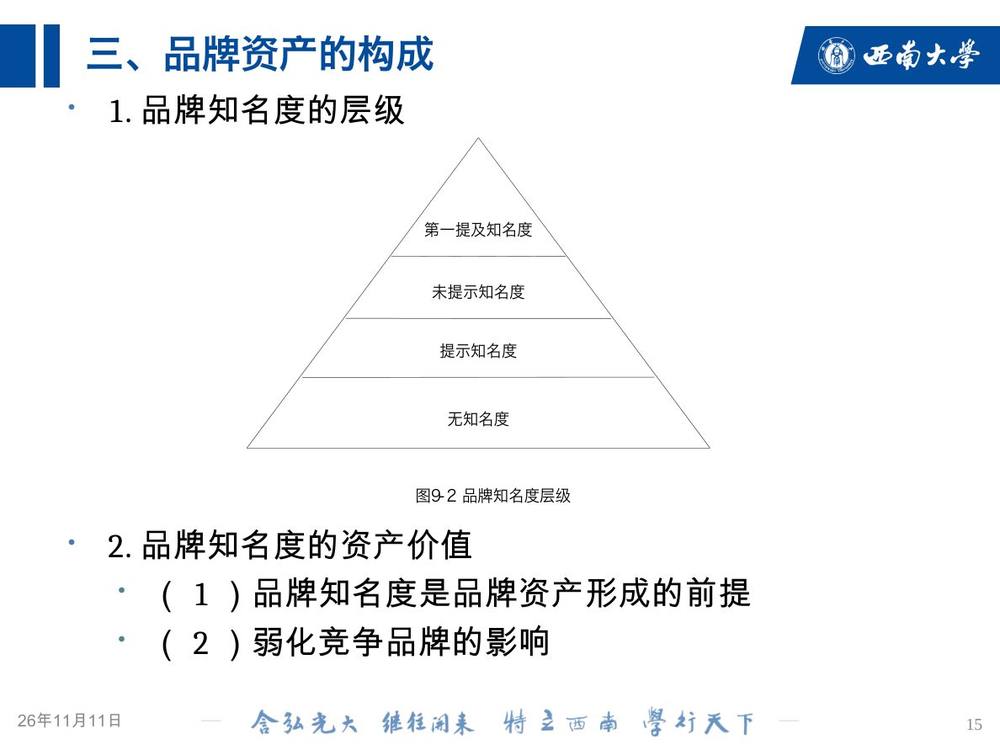 三、品牌资产的构成
西南大学
• 1. 品牌知名度的层级
第一提及知名度
未提示知名度
提示知名度
无知名度
图9-2 品牌知名度层级
• 2. 品牌知名度的资产价值
• （ 1 ）品牌知名度是品牌资产形成的前提
• （ 2 ）弱化竞争品牌的影响
26年11月11日
含弘光大 继往开来 特立西南 學行天下
15